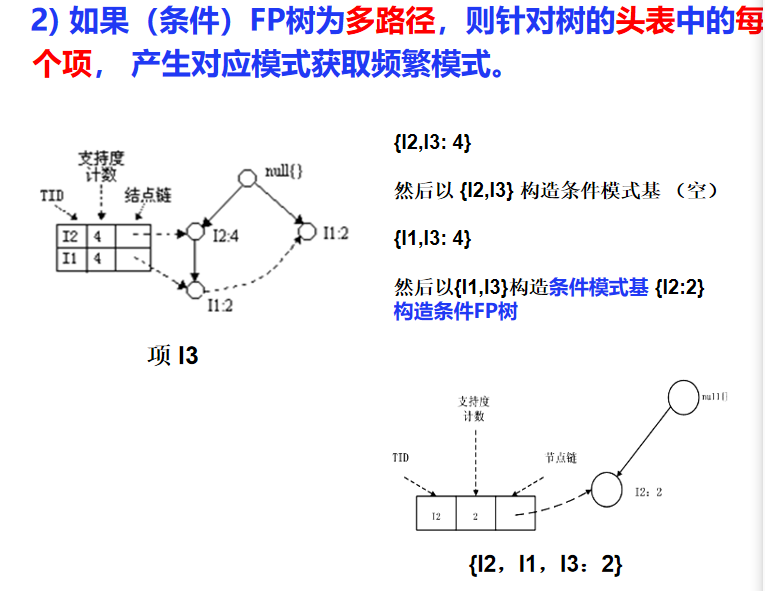 2) 如果（条件）FP树为多路径，则针对树的头表中的每
个项， 产生对应模式获取频繁模式。
支持度
计数
TID
结点链
null{}
I2 4
I2:4
I1:2
I1 4
I1:2
项 I3
{I2,I3: 4}
然后以 {I2,I3} 构造条件模式基 （空）
{I1,I3: 4}
然后以{I1,I3}构造条件模式基 {I2:2}
构造条件FP树
支持度
计数
null{}
TID
节点链
I2 2
I2: 2
{I2，I1，I3：2}